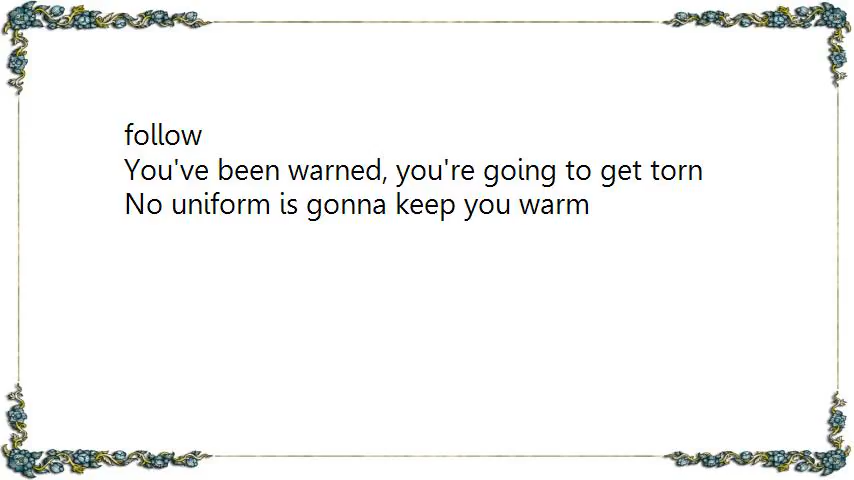 follow
You've been warned, you're going to get torn
No uniform is gonna keep you warm